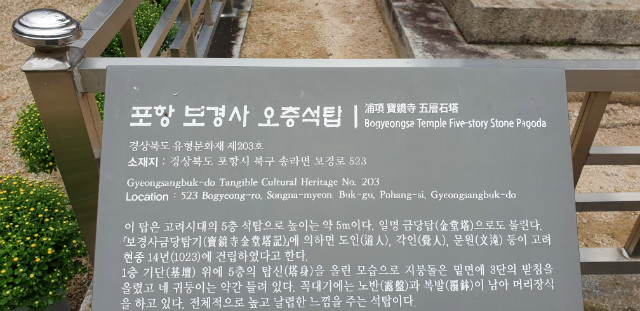 포항 보경사 오층석탑
浦項 寶鏡寺 五層石塔
Bogyeongsa Temple Five-story Stone Pagoda
경상북도 유형문화재 제203호
소재지 : 경상북도 포항시 북구 송라면 보경로 523
Gyeongsangbuk-do Tangible Cultural Heritage No. 203
Location : 523 Bogyeong-ro, Songna-myeon Buk-gu, Pohang-si, Gyeongsangbuk-do
이 탑은 고려시대의 5층 석탑으로 높이는 약 5m이다. 일명 금당탑(金堂塔)으로도 불린다.
「보경사금당탑기(寶鏡寺金堂塔記)」에 의하면 도인(道人), 각인(覺人), 문원(文遠) 등이 고려
현종 14년(1023)에 건립하였다고 한다.
1층 기단(基壇) 위에 5층의 탑신(塔身)을 올린 모습으로 지붕돌은 밑면에 3단의 받침을
올렸고 네 귀퉁이는 약간 들려 있다. 꼭대기에는 노반(露盤)과 복발(覆鉢)이 남아 머리장식
을 하고 있다. 전체적으로 높고 날렵한 느낌을 주는 석탑이다.